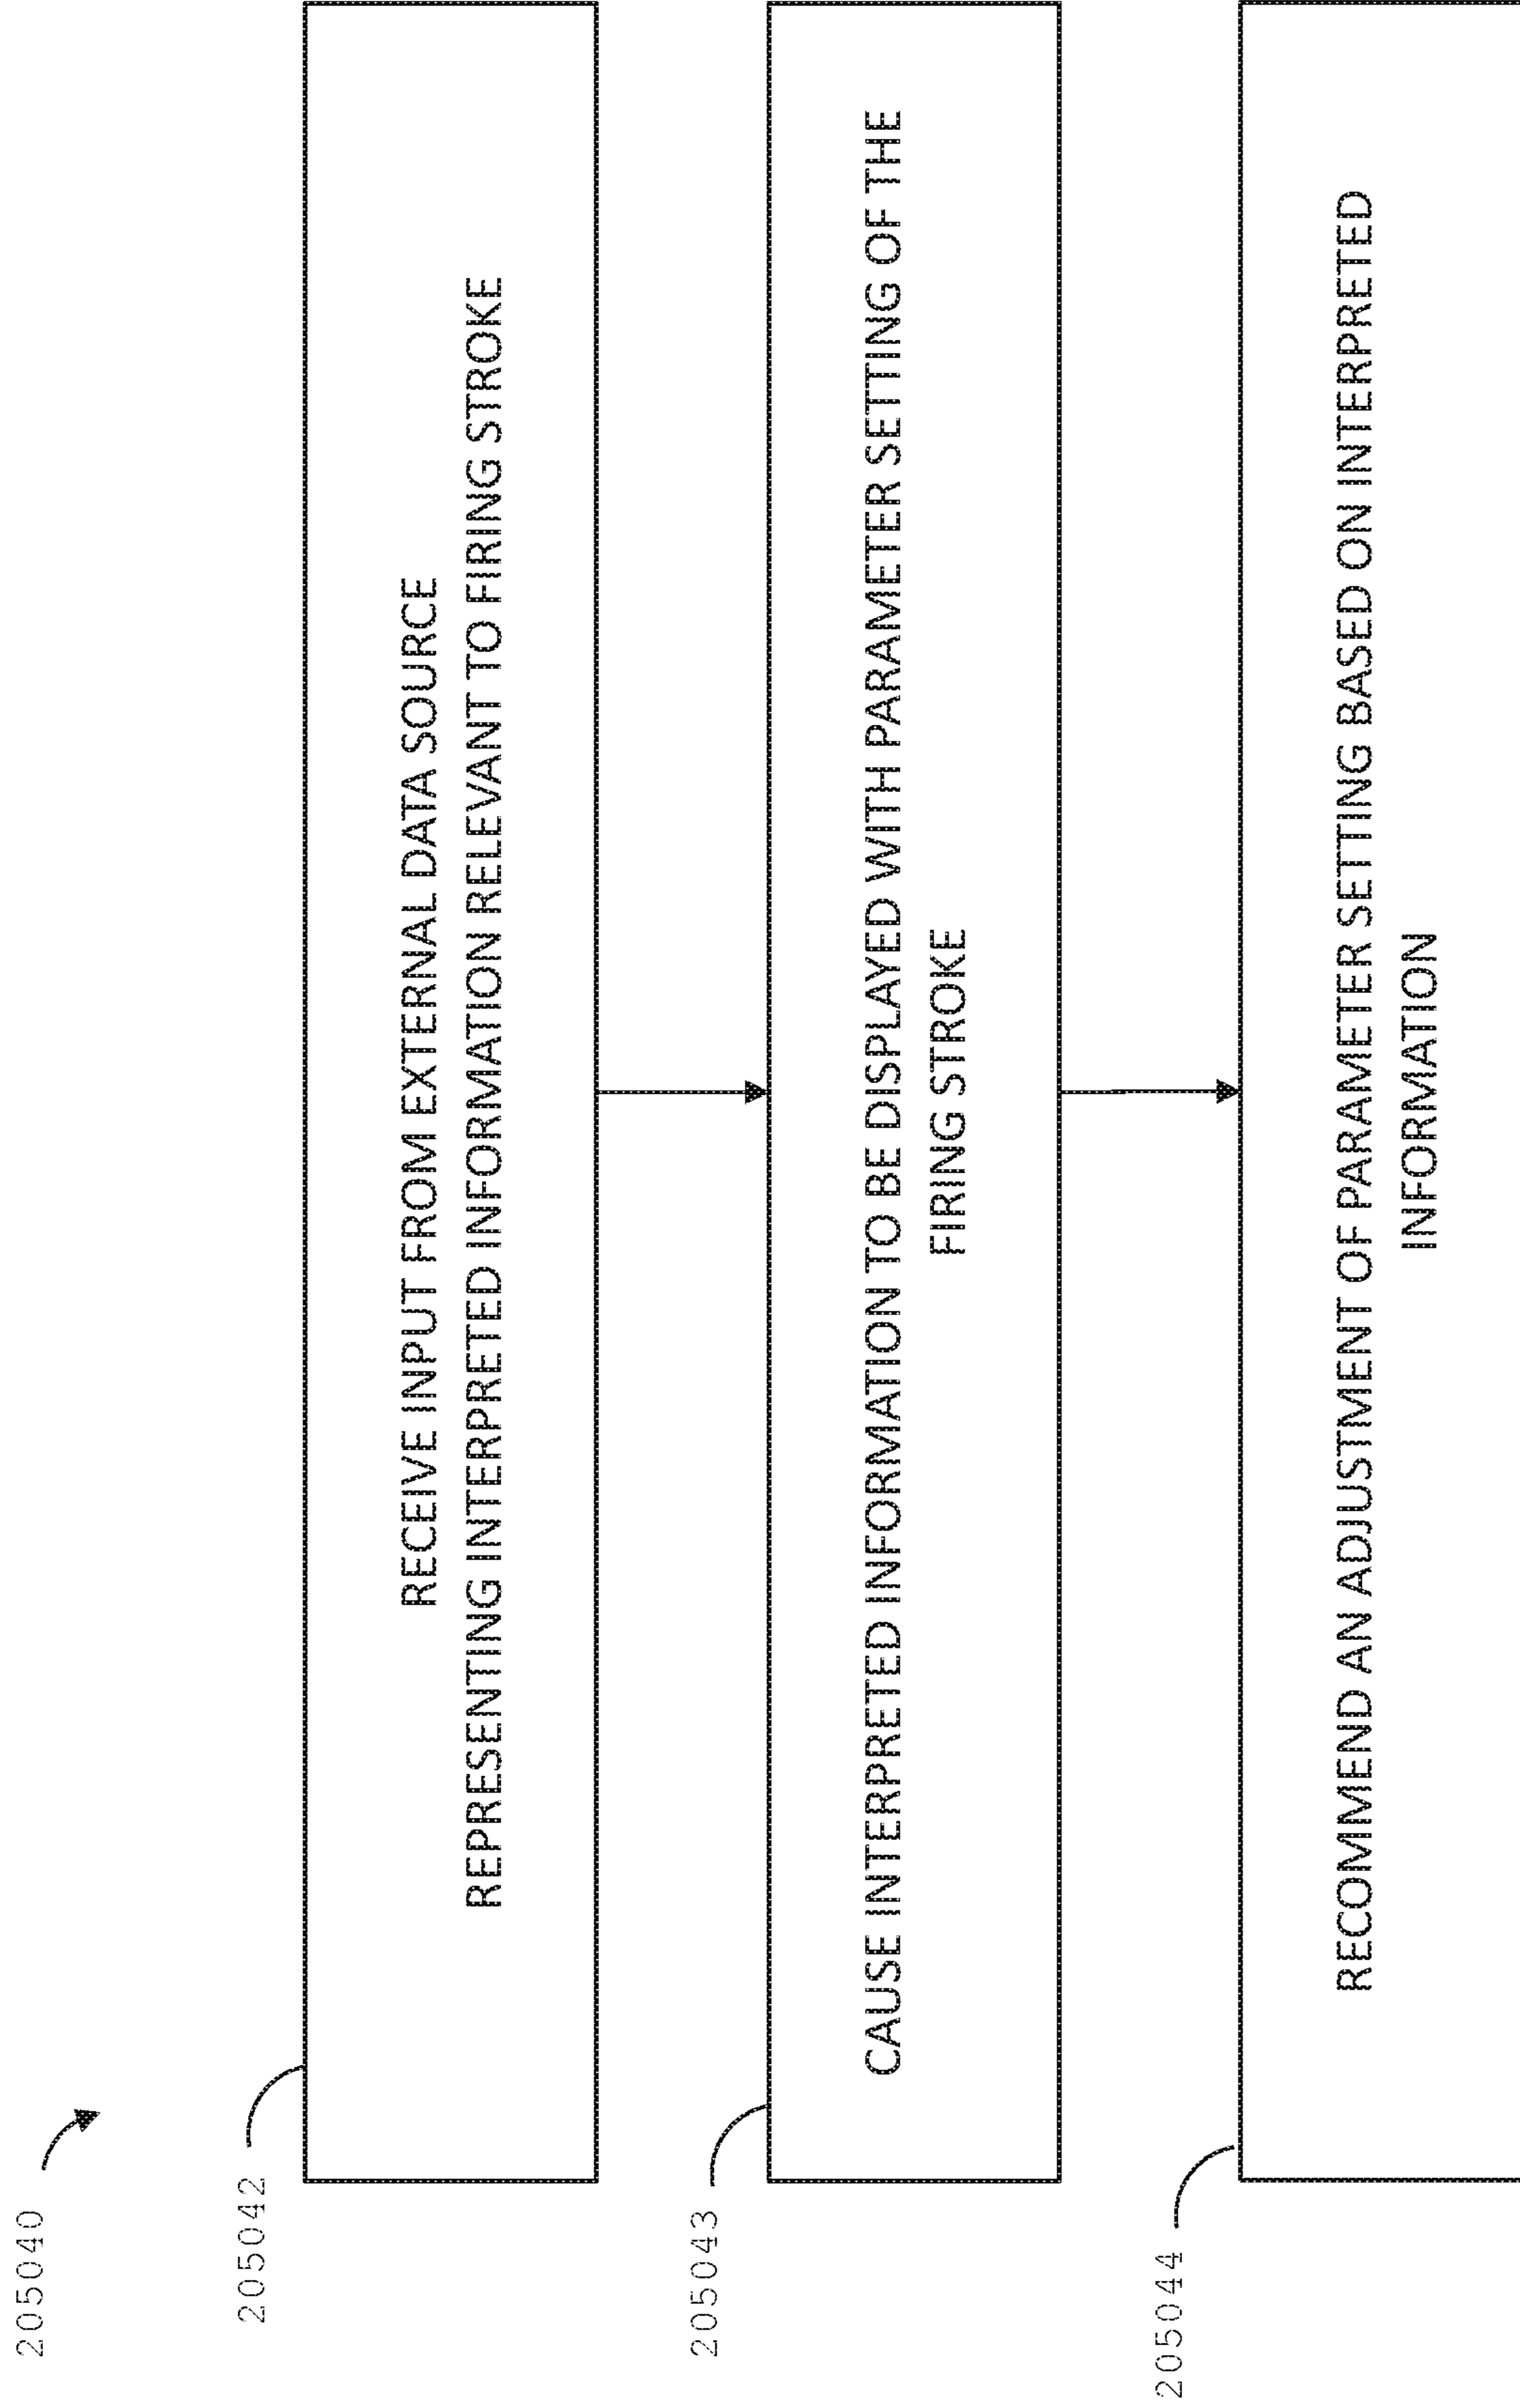 205040
205042
RECEIVE INPUT FROM EXTERNAL DATA SOURCE
REPRESENTING INTERPRETED INFORMATION RELEVANT TO FIRING STROKE
205043
CAUSE INTERPRETED INFORMATION TO BE DISPLAYED WITH PARAMETER SETTING OF THE
FIRING STROKE
205044
RECOMMEND AN ADJUSTMENT OF PARAMETER SETTING BASED ON INTERPRETED
INFORMATION